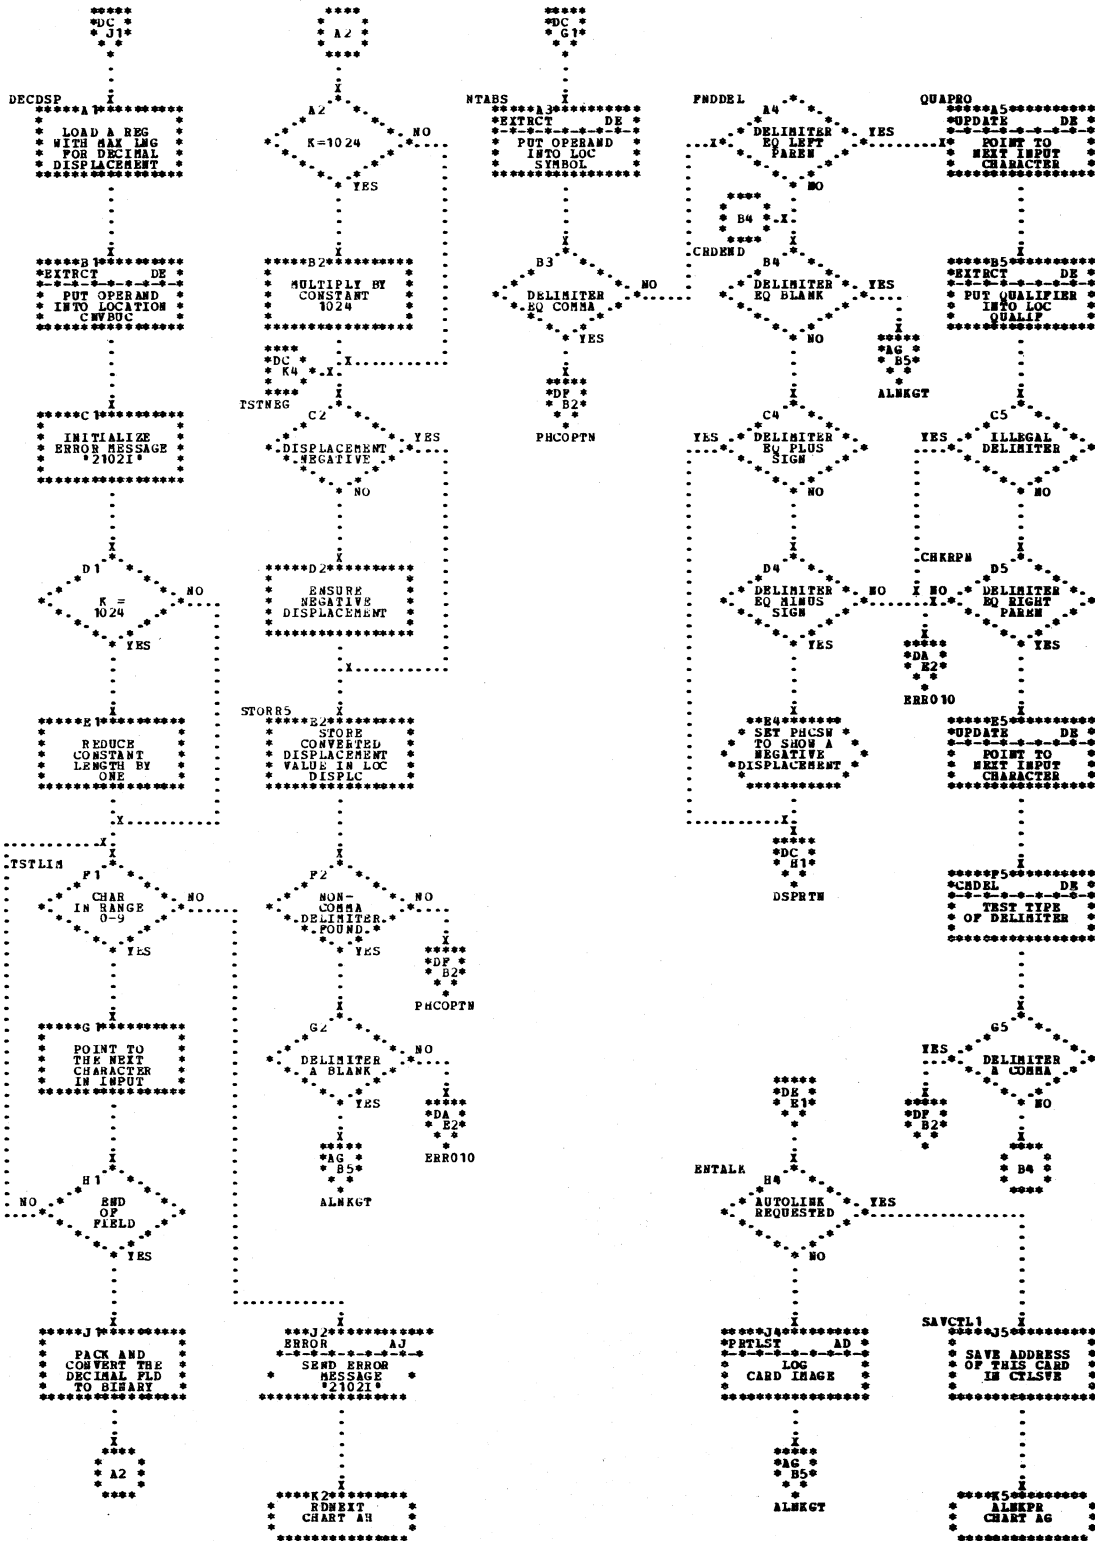 DC
J1
DECDSP
A1
LOAD A REG
WITH MAX LNG
FOR DECIMAL
DISPLACEMENT
B1
EXTRCT DE
PUT OPERAND
INTO LOCATION
CNVBUC
C1
INITIALIZE
ERROR MESSAGE
'2102I'
D1
K =
1024
NO
YES
E1
REDUCE
CONSTANT
LENGTH BY
ONE
TSTLIM
F1
CHAR
IN RANGE
0-9
NO
YES
G1
POINT TO
THE NEXT
CHARACTER
IN INPUT
H1
END
OF
FIELD
NO
YES
J1
PACK AND
CONVERT THE
DECIMAL FLD
TO BINARY
A2
A2
A2
K=1024
NO
YES
B2
MULTIPLY BY
CONSTANT
1024
DC
K4
TSTNEG
C2
DISPLACEMENT
NEGATIVE
YES
NO
D2
ENSURE
NEGATIVE
DISPLACEMENT
STORR5
E2
STORE
CONVERTED
DISPLACEMENT
VALUE IN LOC
DISPLC
F2
NON-
COMMA
DELIMITER
FOUND
NO
YES
DF
B2
PHCOPTN
G2
DELIMITER
A BLANK
NO
YES
DA
E2
ERR010
AG
B5
ALNKGT
J2
ERROR AJ
SEND ERROR
MESSAGE
'2102I'
K2
RDNEXT
CHART AH
DC
G1
NTABS
A3
EXTRCT DE
PUT OPERAND
INTO LOC
SYMBOL
B3
DELIMITER
EQ COMMA
NO
YES
DF
B2
PHCOPTN
FNDDEL
A4
DELIMITER
EQ LEFT
PAREN
YES
NO
B4
CRDEND
B4
DELIMITER
EQ BLANK
YES
NO
AG
B5
ALNKGT
C4
DELIMITER
EQ PLUS
SIGN
YES
NO
D4
DELIMITER
EQ MINUS
SIGN
NO
YES
DA
E2
ERR010
E4
SET PHCSW
TO SHOW A
NEGATIVE
DISPLACEMENT
DC
H1
DSPRTN
DE
E1
ENTALK
H4
AUTOLINK
REQUESTED
YES
NO
J4
PRTLST AD
LOG
CARD IMAGE
AG
B5
ALNKGT
QUAPRO
A5
UPDATE DE
POINT TO
NEXT INPUT
CHARACTER
B5
EXTRCT DE
PUT QUALIFIER
INTO LOC
QUALIF
C5
ILLEGAL
DELIMITER
YES
NO
CHKRPN
D5
DELIMITER
EQ RIGHT
PAREN
NO
YES
E5
UPDATE DE
POINT TO
NEXT INPUT
CHARACTER
F5
CMDEL DE
TEST TYPE
OF DELIMITER
G5
DELIMITER
A COMMA
YES
NO
DF
B2
B4
SAVCTL1
J5
SAVE ADDRESS
OF THIS CARD
IN CTLSVE
K5
ALNKPR
CHART AG